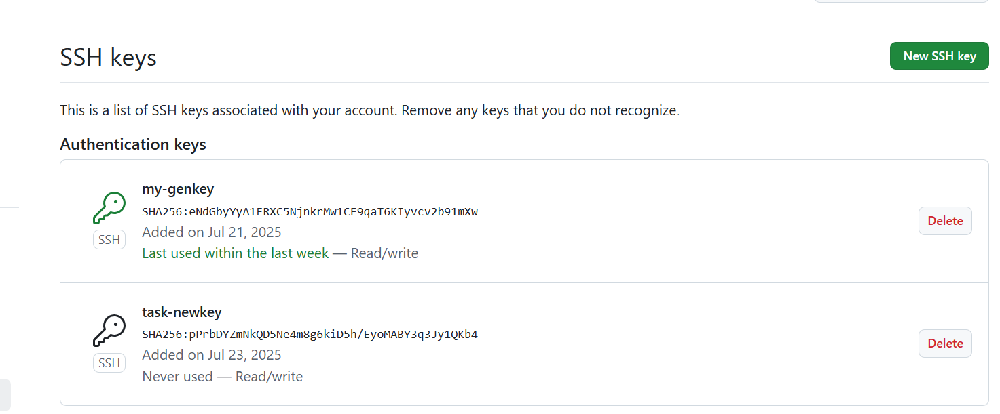 SSH keys
New SSH key
This is a list of SSH keys associated with your account. Remove any keys that you do not recognize.
Authentication keys
my-genkey
SHA256:eNdGbyYyA1FRXC5NjnkrMw1CE9qaT6KIyvcv2b91mXw
Added on Jul 21, 2025
Last used within the last week — Read/write
SSH
Delete
task-newkey
SHA256:pPrbDYZmNkQD5Ne4m8g6kiD5h/EyoMABY3q3Jy1QKb4
Added on Jul 23, 2025
Never used — Read/write
SSH
Delete